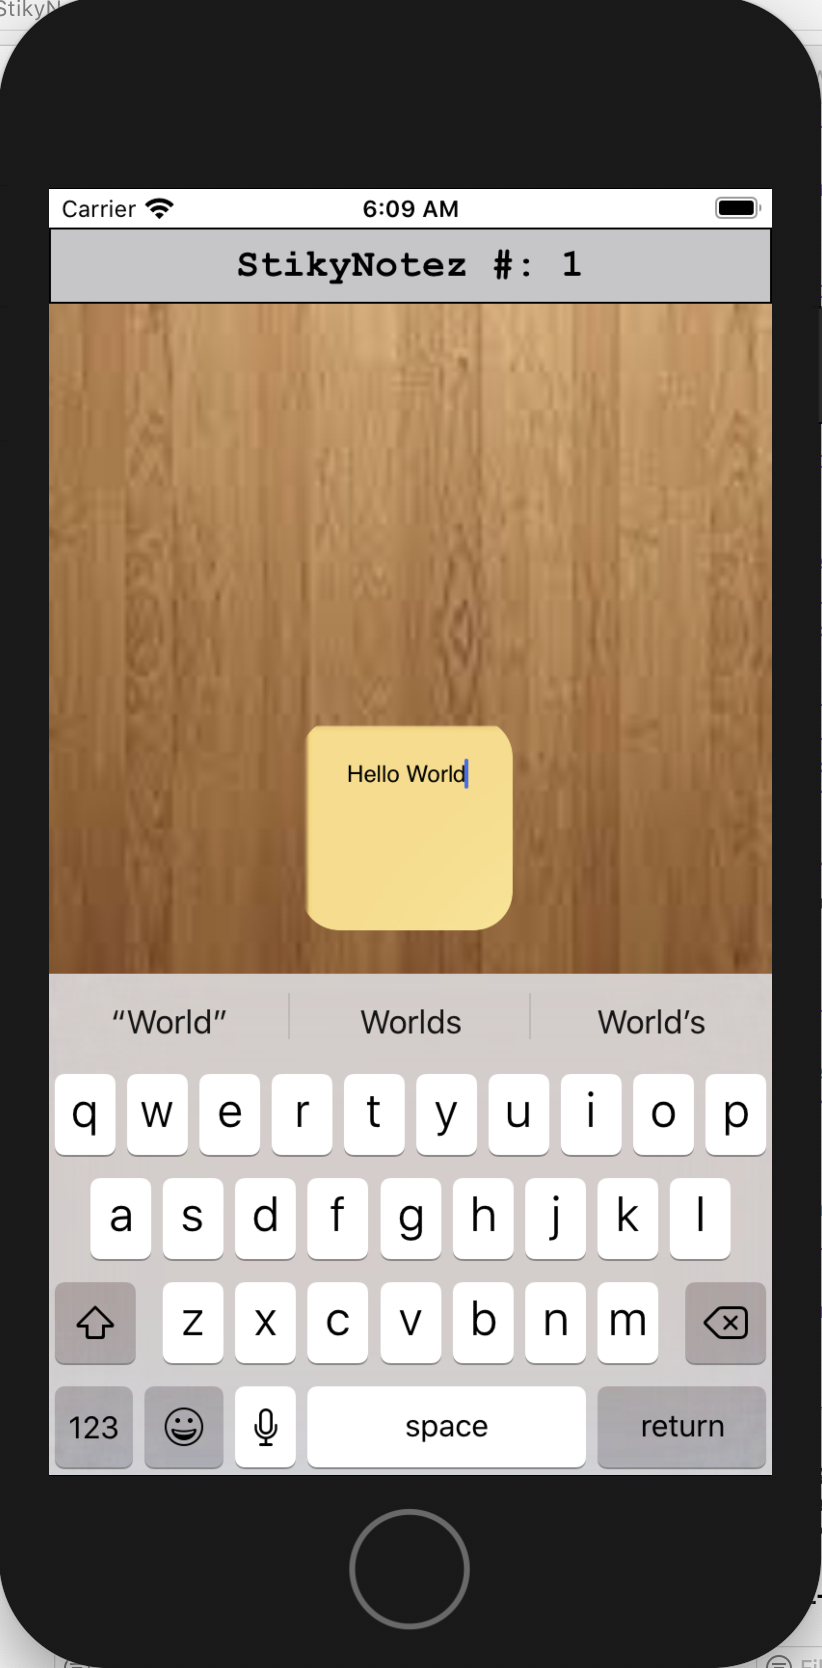 StikyN
Carrier 6:09 AM
StikyNotez #: 1
Hello World
“World” Worlds World’s
q w e r t y u i o p
a s d f g h j k l
z x c v b n m
123 space return